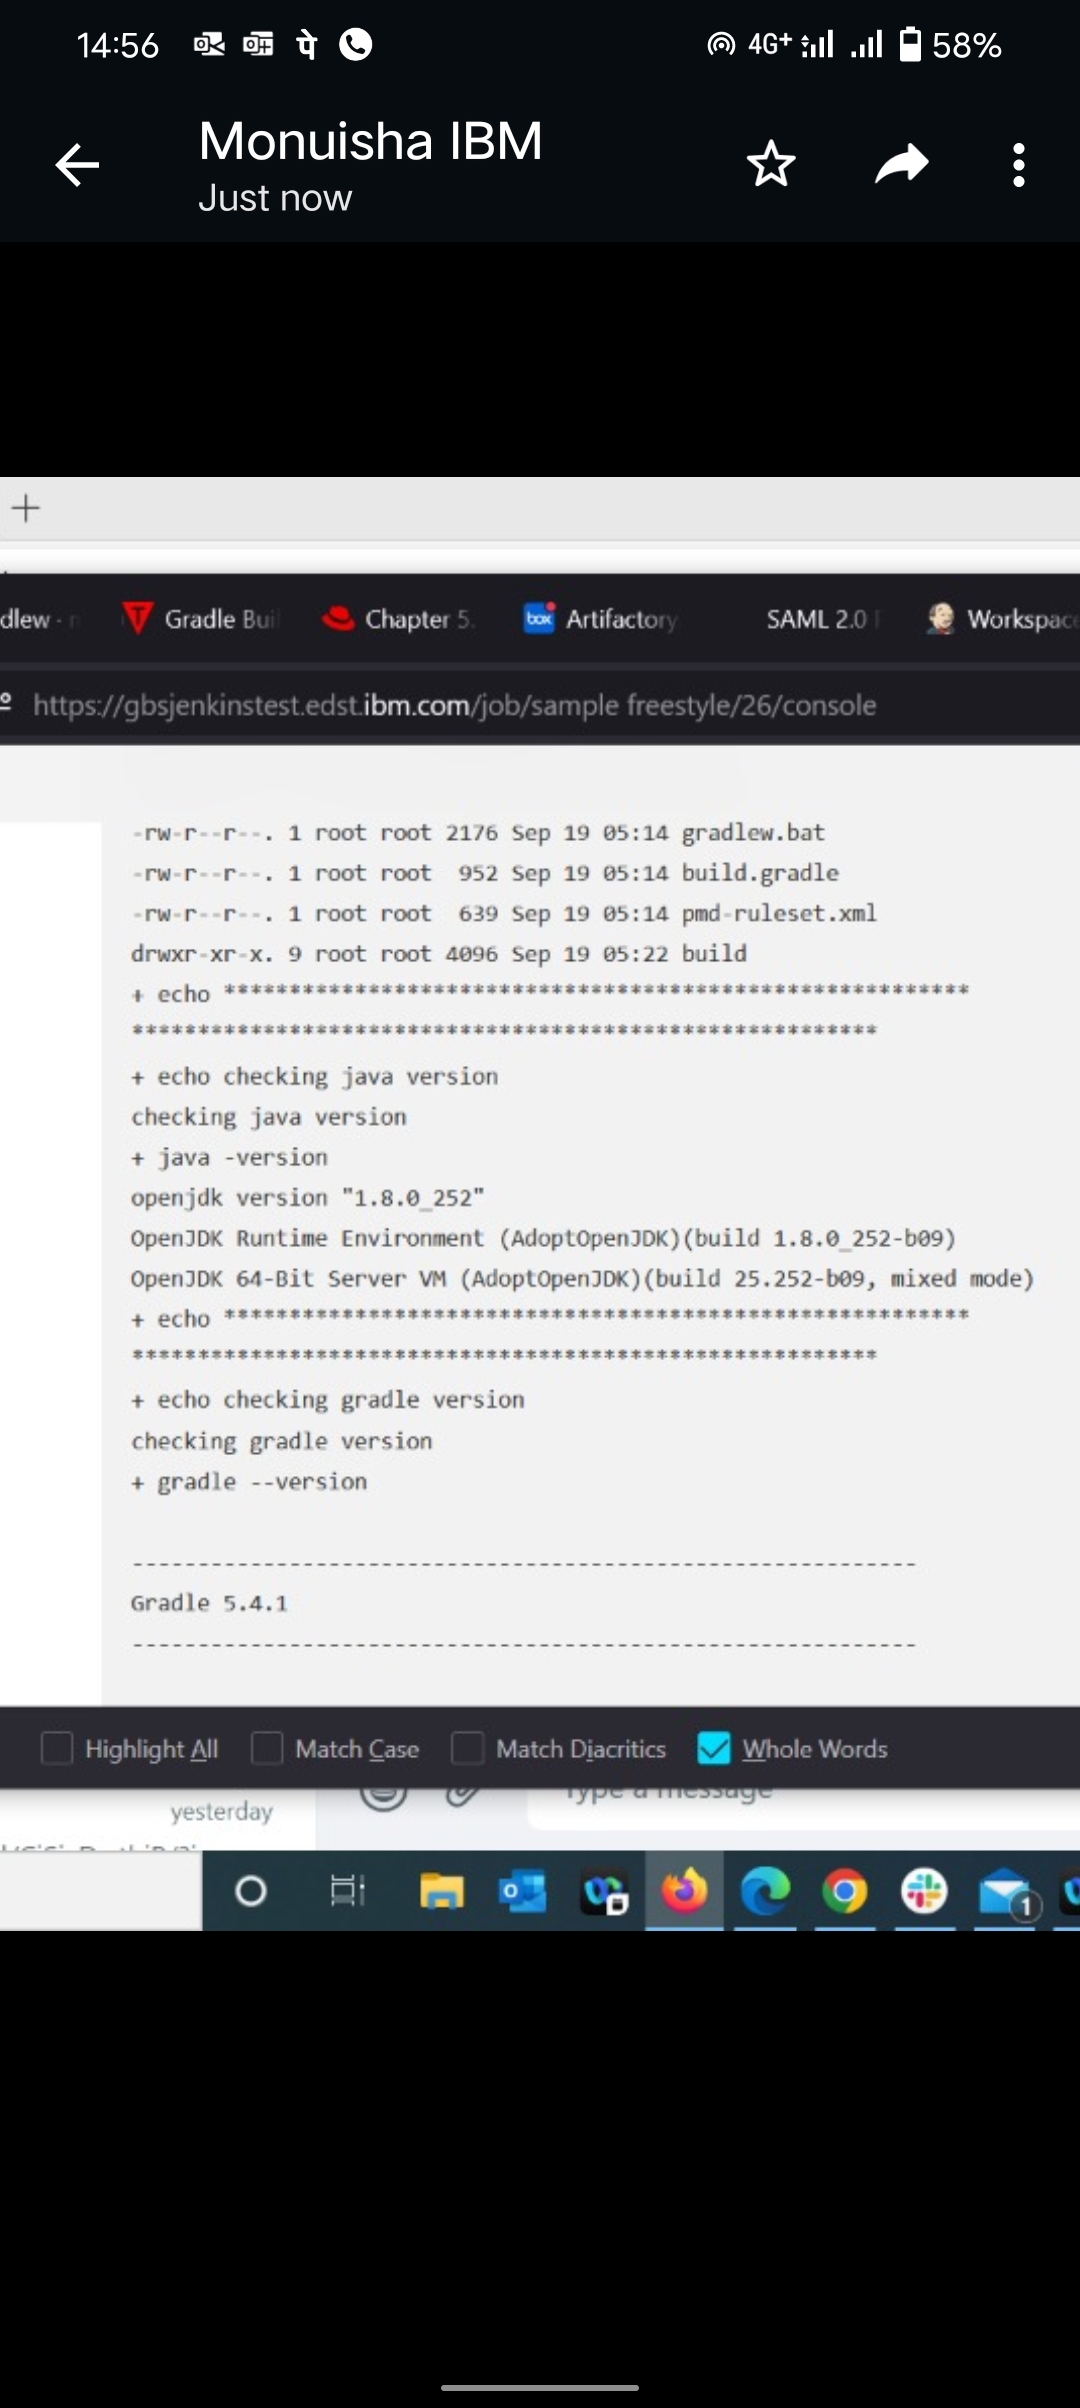 14:56
4G+
58%
Monuisha IBM
Just now
dlew
Gradle Bui
Chapter 5.
box
Artifactory
SAML 2.0
Workspace
https://gbsjenkinstest.edst.ibm.com/job/sample freestyle/26/console
-rw-r--r--. 1 root root 2176 Sep 19 05:14 gradlew.bat
-rw-r--r--. 1 root root  952 Sep 19 05:14 build.gradle
-rw-r--r--. 1 root root  639 Sep 19 05:14 pmd-ruleset.xml
drwxr-xr-x. 9 root root 4096 Sep 19 05:22 build
+ echo *********************************************************
*********************************************************
+ echo checking java version
checking java version
+ java -version
openjdk version "1.8.0_252"
OpenJDK Runtime Environment (AdoptOpenJDK)(build 1.8.0_252-b09)
OpenJDK 64-Bit Server VM (AdoptOpenJDK)(build 25.252-b09, mixed mode)
+ echo *********************************************************
*********************************************************
+ echo checking gradle version
checking gradle version
+ gradle --version
------------------------------------------------------------
Gradle 5.4.1
------------------------------------------------------------
Highlight All
Match Case
Match Diacritics
Whole Words
yesterday
Type a message
1